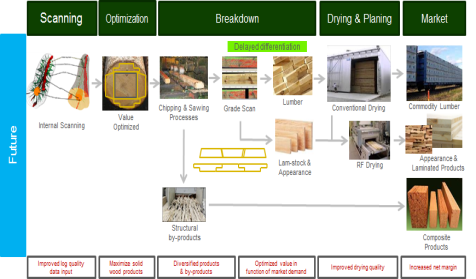 Scanning
Optimization
Breakdown
Drying & Planing
Market
Delayed differentiation
Future
Internal Scanning
Value
Optimized
Chipping & Sawing
Processes
Grade Scan
Lumber
Conventional Drying
Commodity Lumber
Lam-stock &
Appearance
RF Drying
Appearance &
Laminated Products
Structural
by-products
Composite
Products
Improved log quality
data input
Maximize solid
wood products
Diversified products
& by-products
Optimized value in
function of market demand
Improved drying quality
Increased net margin